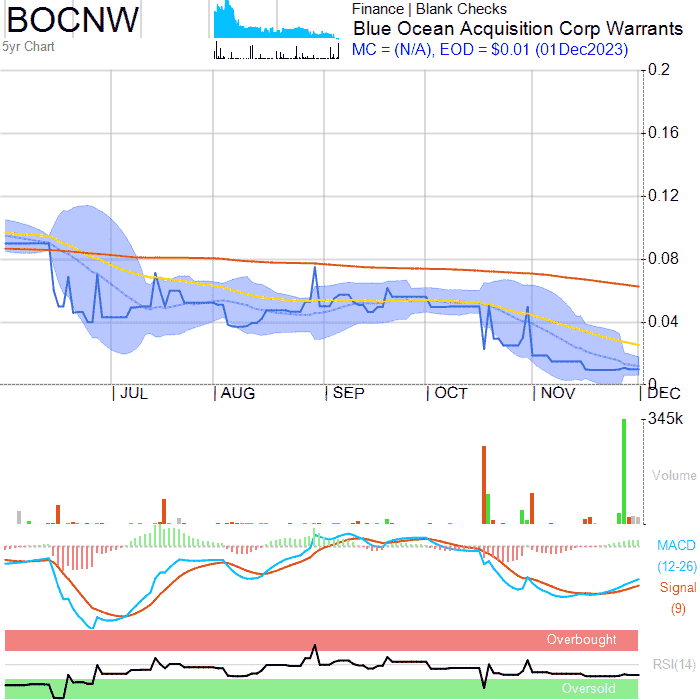 BOCNW
5yr Chart
Finance | Blank Checks
Blue Ocean Acquisition Corp Warrants
MC = (N/A), EOD = $0.01 (01Dec2023)
0.2
0.16
0.12
0.08
0.04
0
JUL AUG SEP OCT NOV DEC
345k
Volume
MACD
(12-26)
Signal
(9)
Overbought
RSI(14)
Oversold